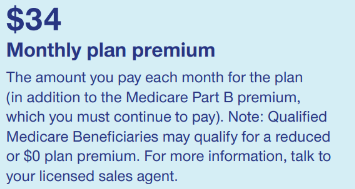 $34
Monthly plan premium
The amount you pay each month for the plan
(in addition to the Medicare Part B premium,
which you must continue to pay). Note: Qualified
Medicare Beneficiaries may qualify for a reduced
or $0 plan premium. For more information, talk to
your licensed sales agent.